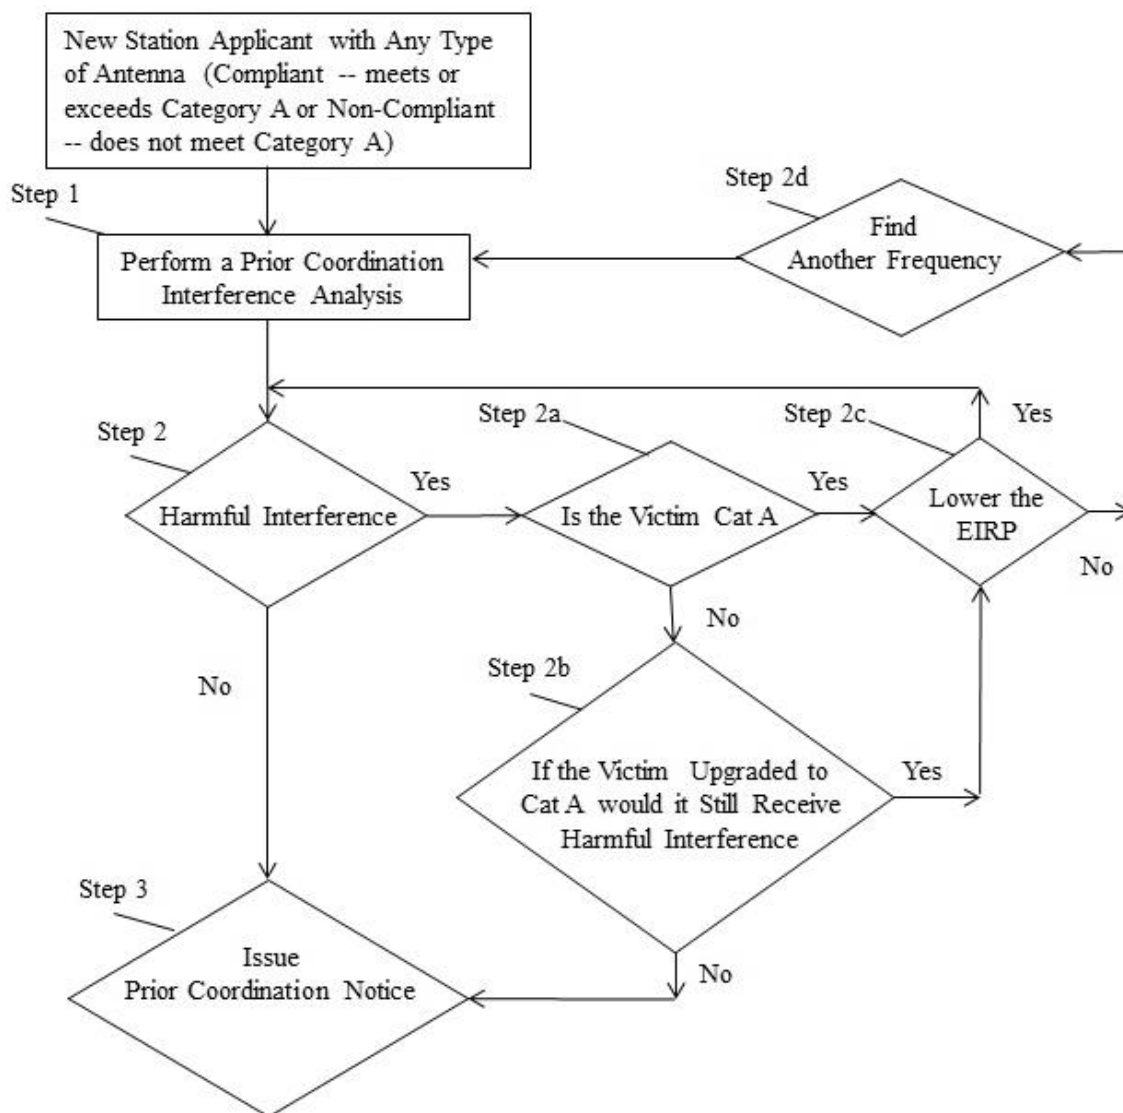 New Station Applicant with Any Type
of Antenna (Compliant -- meets or
exceeds Category A or Non-Compliant
-- does not meet Category A)
Step 1
Step 2d
Find
Another Frequency
Perform a Prior Coordination
Interference Analysis
Step 2
Step 2a
Step 2c
Yes
Yes
Yes
Harmful Interference
Is the Victim Cat A
Lower the
EIRP
No
No
No
Step 2b
If the Victim Upgraded to
Cat A would it Still Receive
Harmful Interference
Yes
Step 3
Issue
Prior Coordination Notice
No